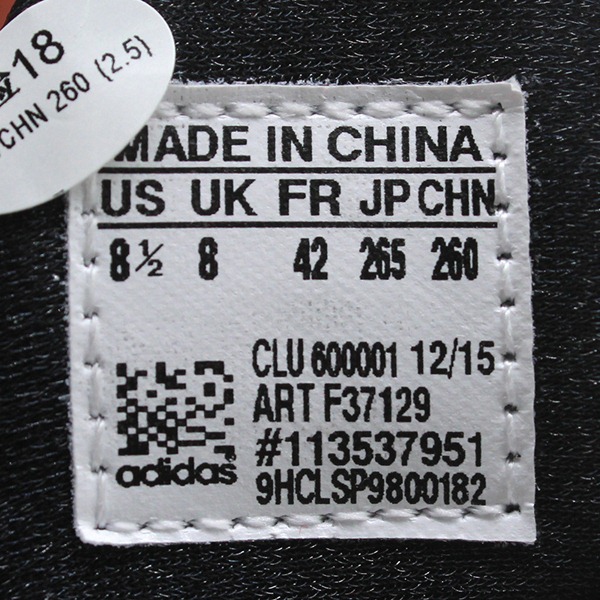 验18
CHN 260 (2.5)
MADE IN CHINA
US UK FR JP CHN
8½ 8 42 265 260
CLU 600001 12/15
ART F37129
#113537951
9HCLSP9800182
adidas